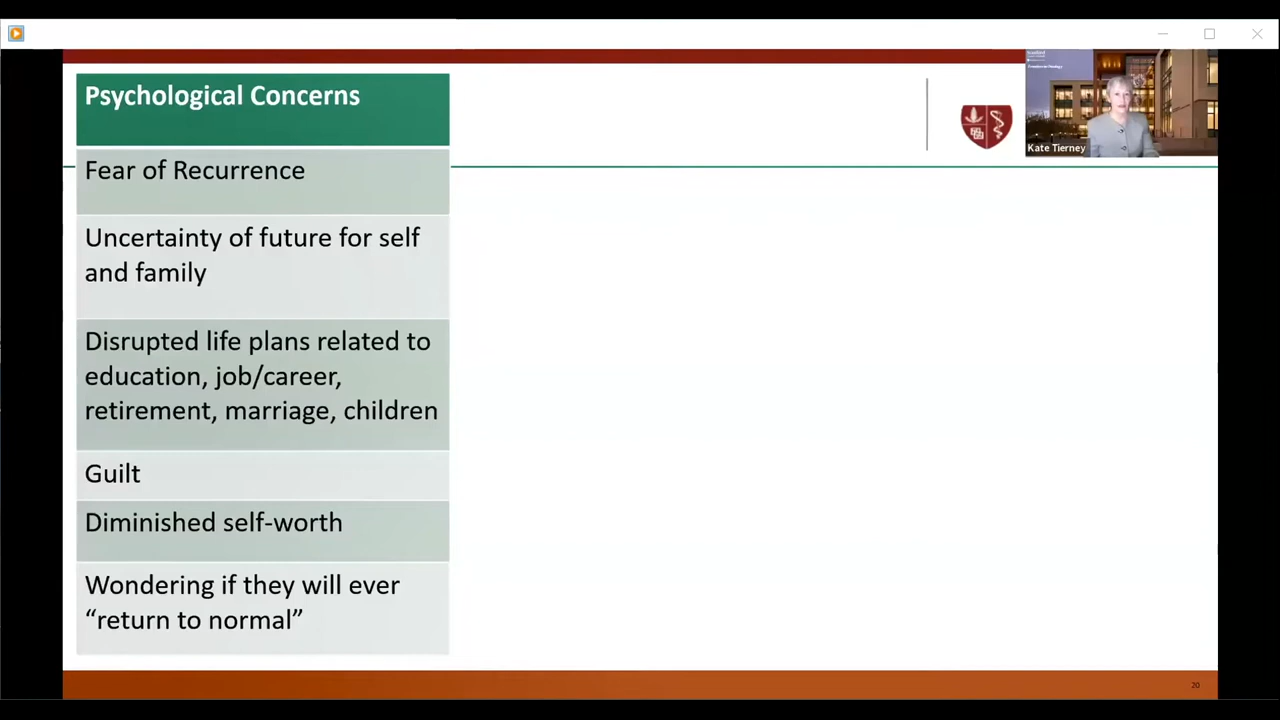 Psychological Concerns
Fear of Recurrence
Uncertainty of future for self
and family
Disrupted life plans related to
education, job/career,
retirement, marriage, children
Guilt
Diminished self-worth
Wondering if they will ever
“return to normal”
Kate Tierney
20